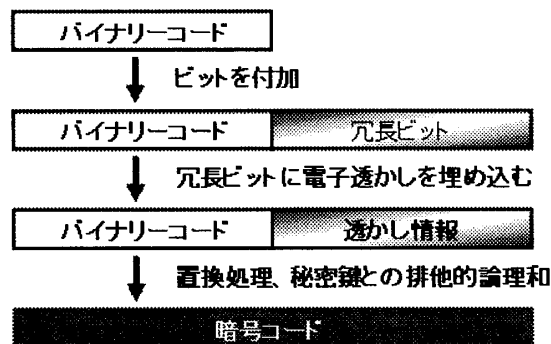 バイナリーコード
ビットを付加
バイナリーコード 冗長ビット
冗長ビットに電子透かしを埋め込む
バイナリーコード 透かし情報
置換処理、秘密鍵との排他的論理和
暗号コード